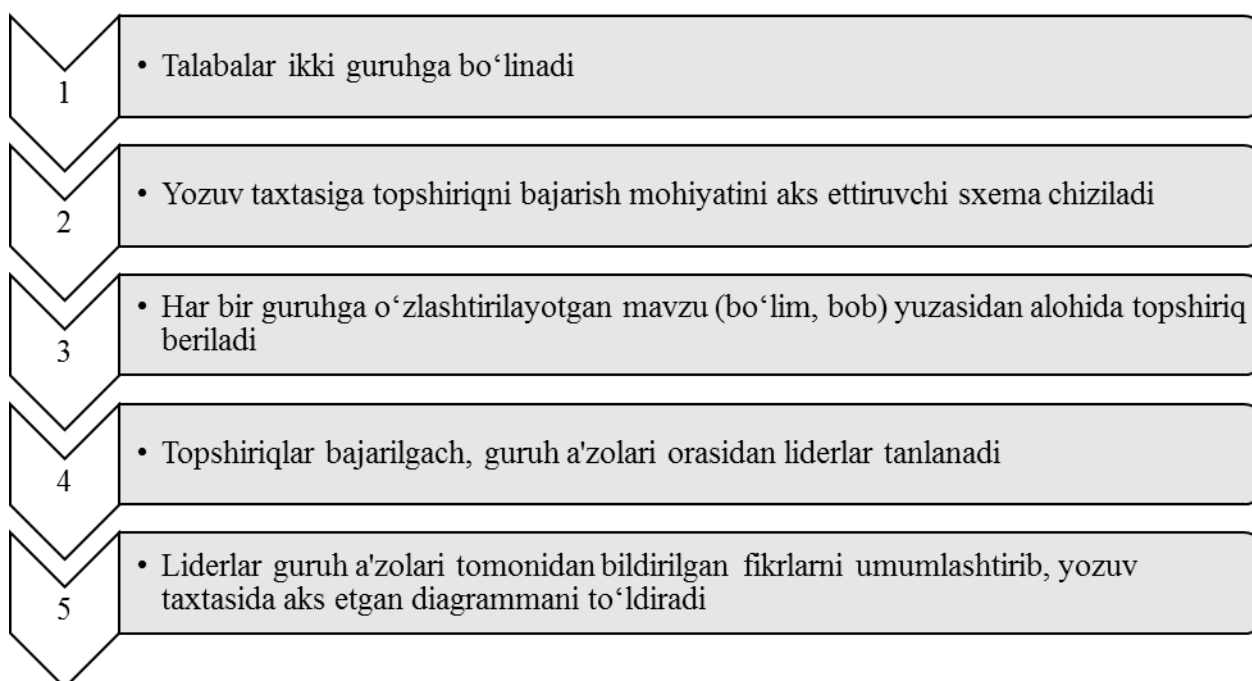 1
• Talabalar ikki guruhga bo‘linadi
2
• Yozuv taxtasiga topshiriqni bajarish mohiyatini aks ettiruvchi sxema chiziladi
3
• Har bir guruhga o‘zlashtirilayotgan mavzu (bo‘lim, bob) yuzasidan alohida topshiriq
beriladi
4
• Topshiriqlar bajarilgach, guruh a'zolari orasidan liderlar tanlanadi
5
• Liderlar guruh a'zolari tomonidan bildirilgan fikrlarni umumlashtirib, yozuv
taxtasida aks etgan diagrammani to‘ldiradi